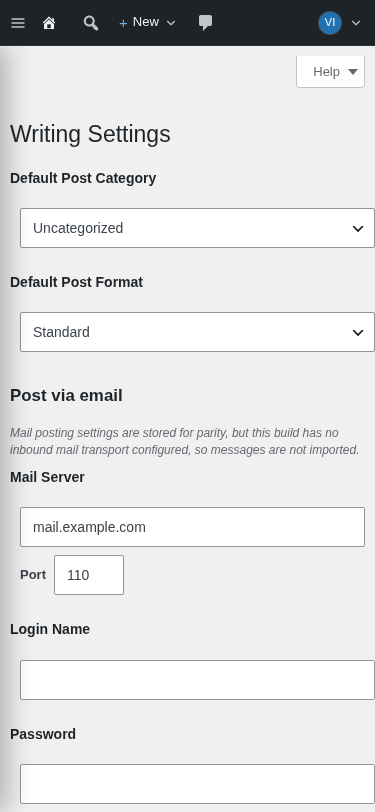 + New
VI
Help
Writing Settings
Default Post Category
Uncategorized
Default Post Format
Standard
Post via email
Mail posting settings are stored for parity, but this build has no
inbound mail transport configured, so messages are not imported.
Mail Server
mail.example.com
Port 110
Login Name
Password